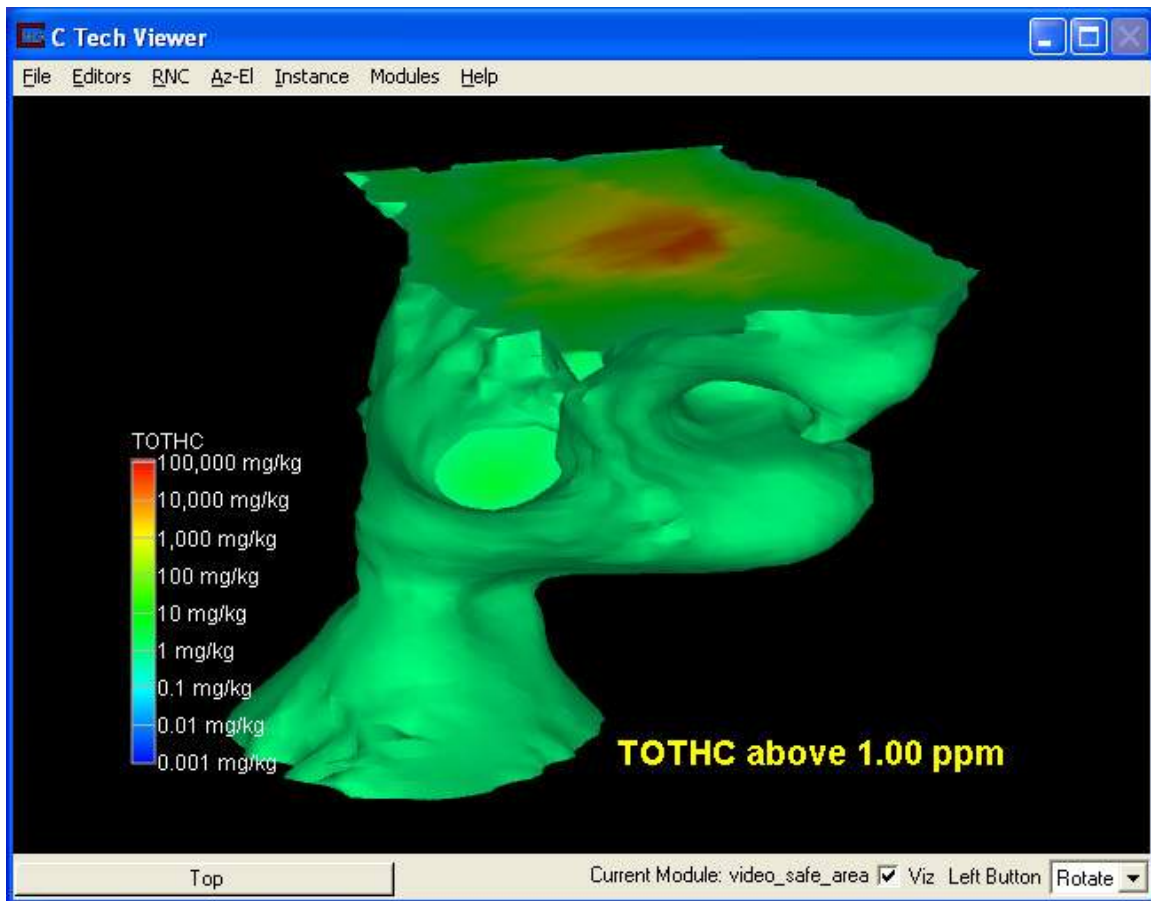 C Tech Viewer
File Editors RNC Az-El Instance Modules Help
TOTHC
100,000 mg/kg
10,000 mg/kg
1,000 mg/kg
100 mg/kg
10 mg/kg
1 mg/kg
0.1 mg/kg
0.01 mg/kg
0.001 mg/kg
TOTHC above 1.00 ppm
Top Current Module: video_safe_area Viz Left Button Rotate